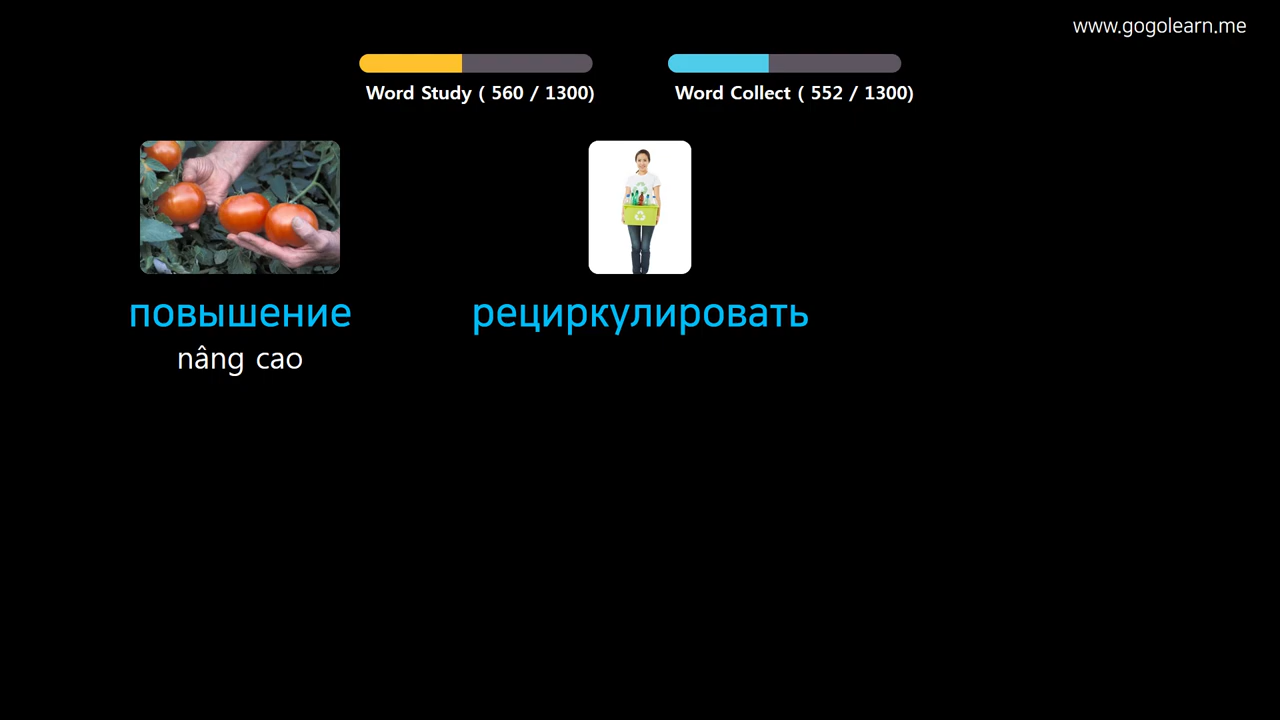 www.gogolearn.me
Word Study ( 560 / 1300)
Word Collect ( 552 / 1300)
повышение
рециркулировать
nâng cao